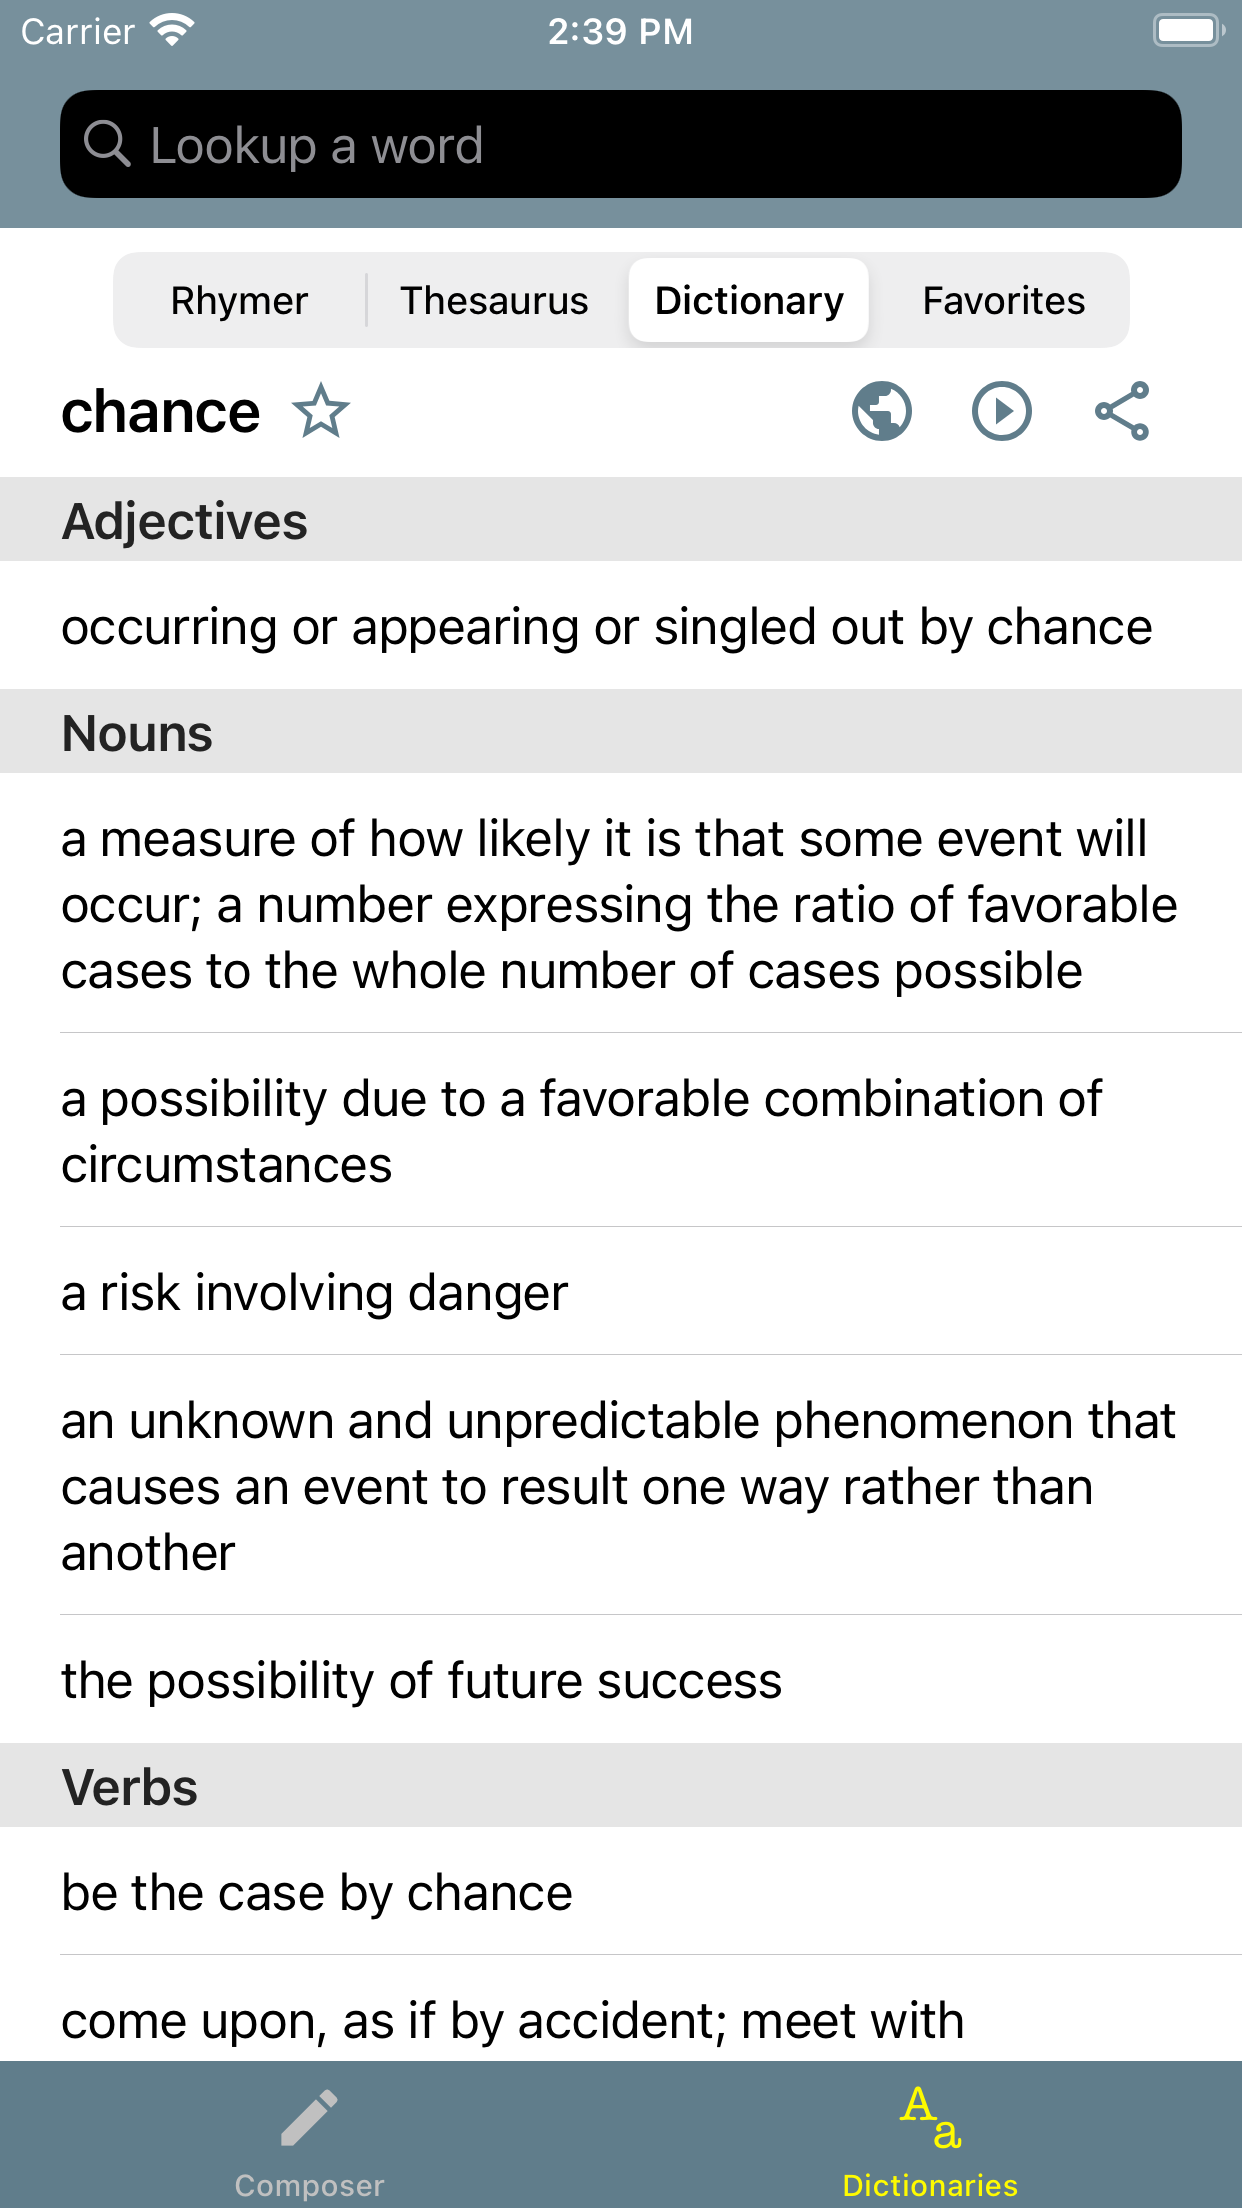 Carrier 2:39 PM
Lookup a word
Rhymer Thesaurus Dictionary Favorites
chance
Adjectives
occurring or appearing or singled out by chance
Nouns
a measure of how likely it is that some event will
occur; a number expressing the ratio of favorable
cases to the whole number of cases possible
a possibility due to a favorable combination of
circumstances
a risk involving danger
an unknown and unpredictable phenomenon that
causes an event to result one way rather than
another
the possibility of future success
Verbs
be the case by chance
come upon, as if by accident; meet with
Aa
Composer Dictionaries